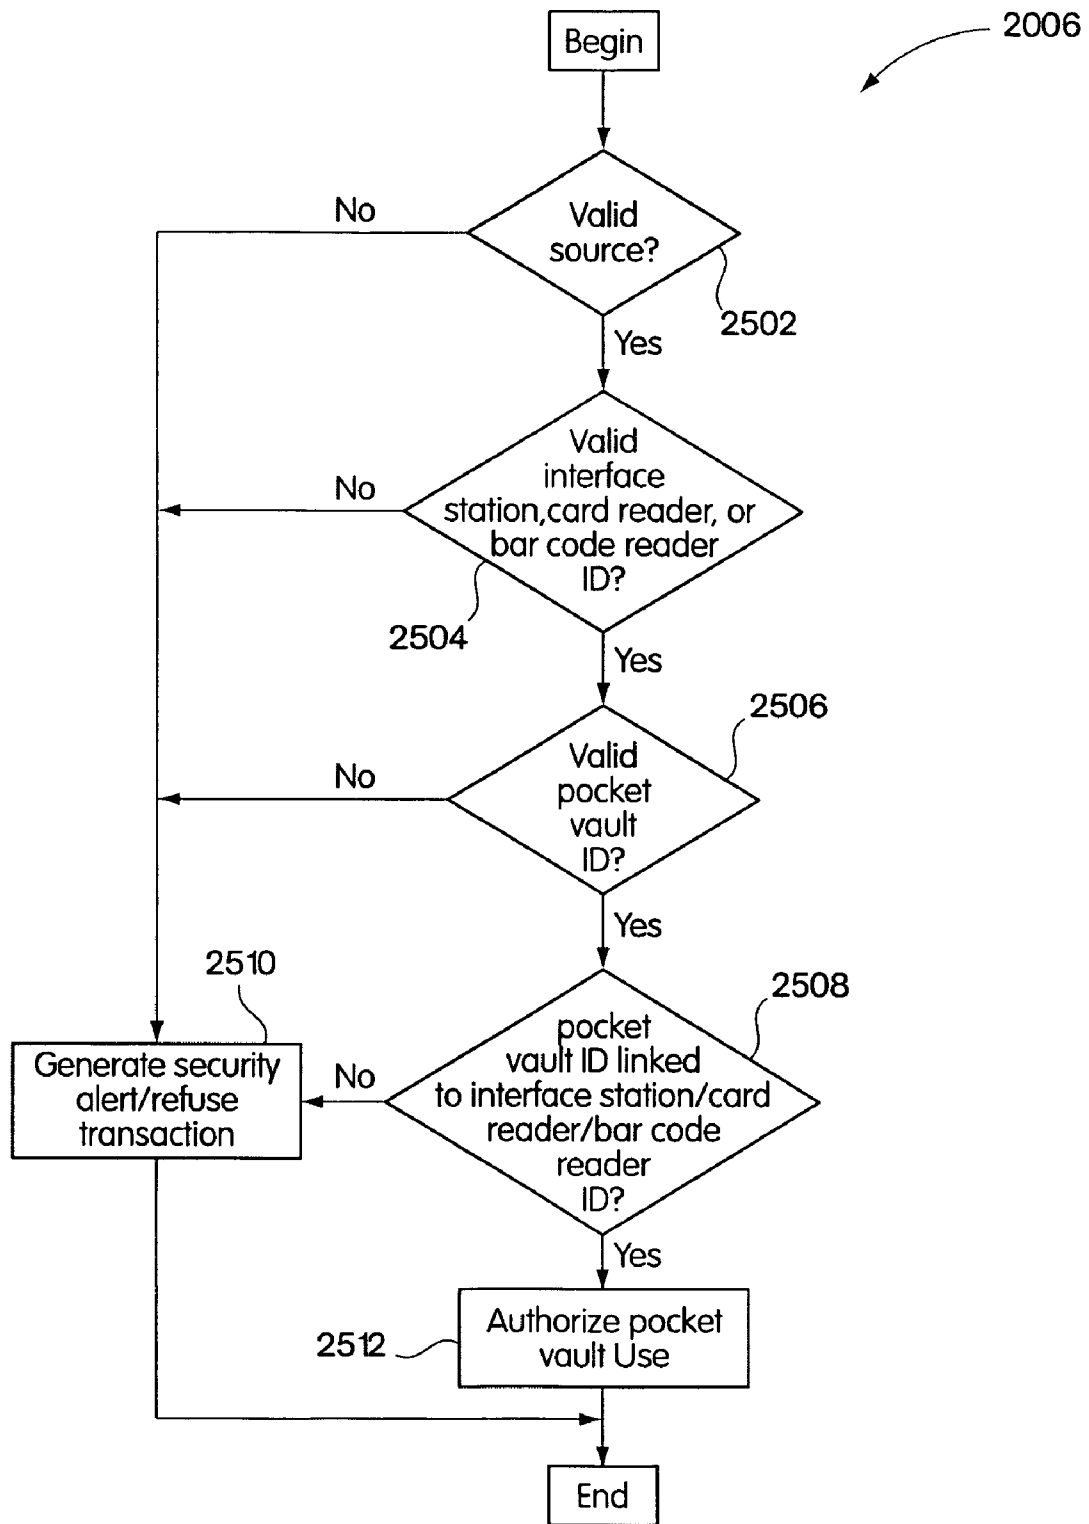 Begin
2006
No
Valid
source?
2502
Yes
Valid
interface
station,card reader, or
bar code reader
ID?
No
2504
Yes
2506
Valid
pocket
vault
ID?
No
Yes
2510
2508
Generate security
alert/refuse
transaction
No
pocket
vault ID linked
to interface station/card
reader/bar code
reader
ID?
Yes
2512
Authorize pocket
vault Use
End